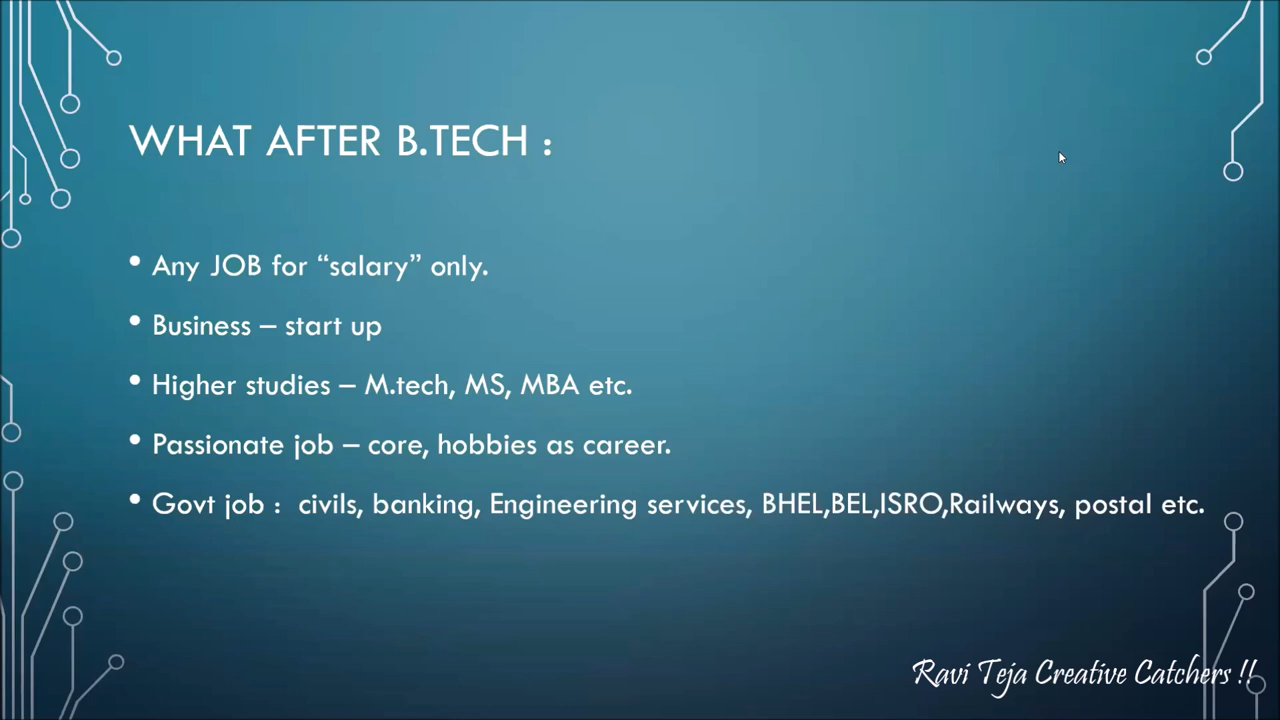 WHAT AFTER B.TECH :
• Any JOB for “salary” only.
• Business – start up
• Higher studies – M.tech, MS, MBA etc.
• Passionate job – core, hobbies as career.
• Govt job :  civils, banking, Engineering services, BHEL,BEL,ISRO,Railways, postal etc.
Ravi Teja Creative Catchers !!